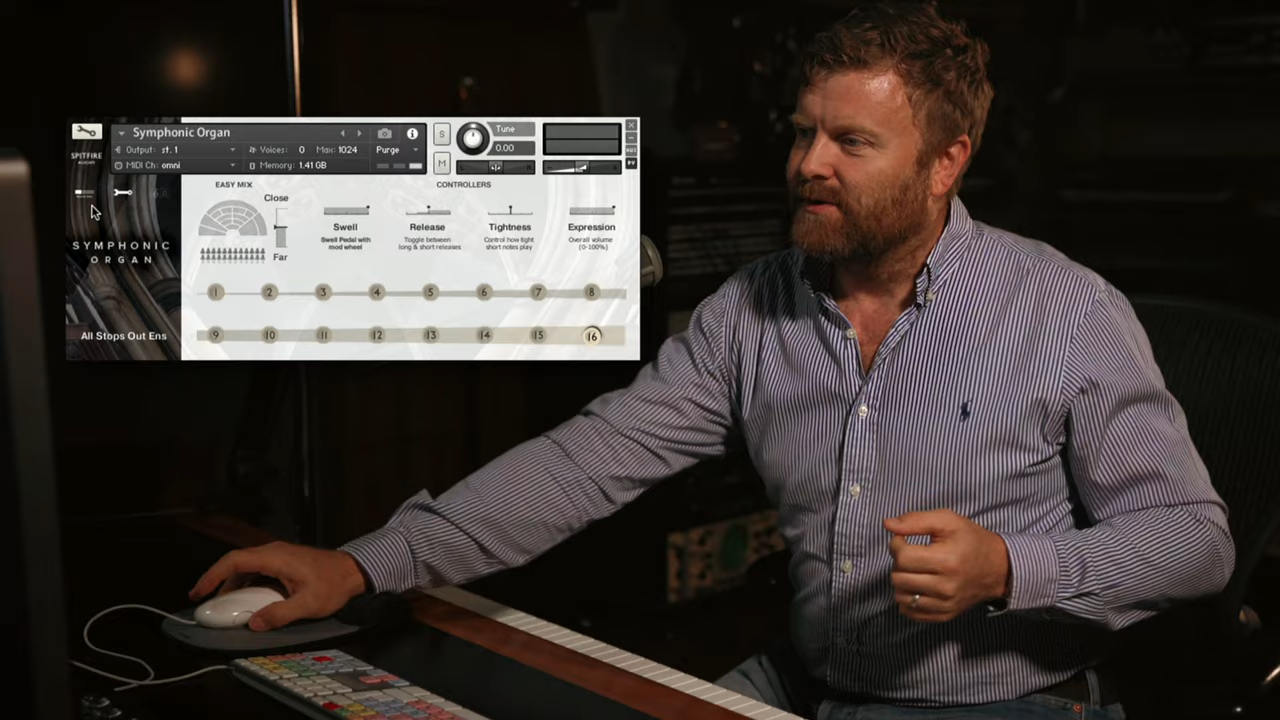 Symphonic Organ
S
Tune
0.00
Output: st. 1
Voices: 0 Max: 1024
Purge
MIDI Ch: omni
Memory: 1.41 GB
M
SPITFIRE
EASY MIX
CONTROLLERS
Close
Far
Swell
Swell Pedal with
mod wheel
Release
Toggle between
long & short releases
Tightness
Control how tight
short notes play
Expression
Overall volume
(0-100%)
SYMPHONIC
ORGAN
1 2 3 4 5 6 7 8
All Stops Out Ens
9 10 11 12 13 14 15 16